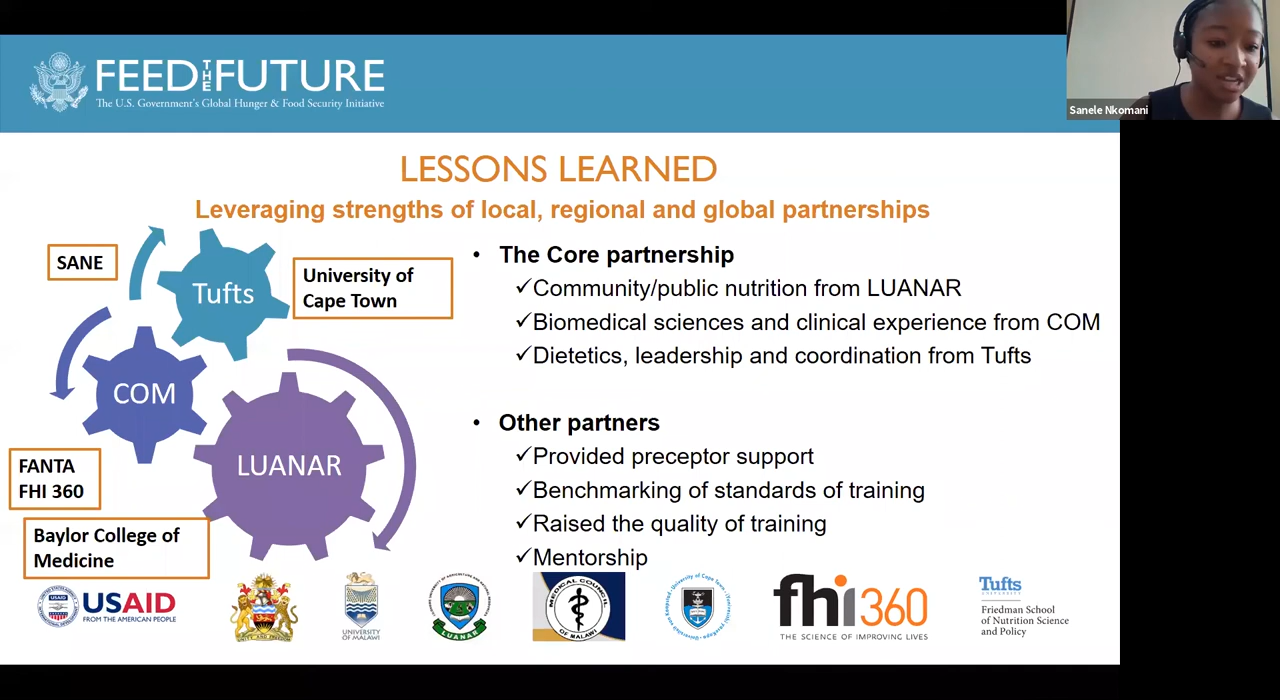 FEED THE FUTURE
The U.S. Government's Global Hunger & Food Security Initiative
Sanele Nkomani
LESSONS LEARNED
Leveraging strengths of local, regional and global partnerships
SANE
Tufts
University of
Cape Town
COM
LUANAR
FANTA
FHI 360
Baylor College of
Medicine
• The Core partnership
✓Community/public nutrition from LUANAR
✓Biomedical sciences and clinical experience from COM
✓Dietetics, leadership and coordination from Tufts
• Other partners
✓Provided preceptor support
✓Benchmarking of standards of training
✓Raised the quality of training
✓Mentorship
USAID
FROM THE AMERICAN PEOPLE
UNIVERSITY
OF MALAWI
LUANAR
MEDICAL COUNCIL
OF MALAWI
University of Cape Town
fhi360
THE SCIENCE OF IMPROVING LIVES
Tufts
UNIVERSITY
Friedman School
of Nutrition Science
and Policy